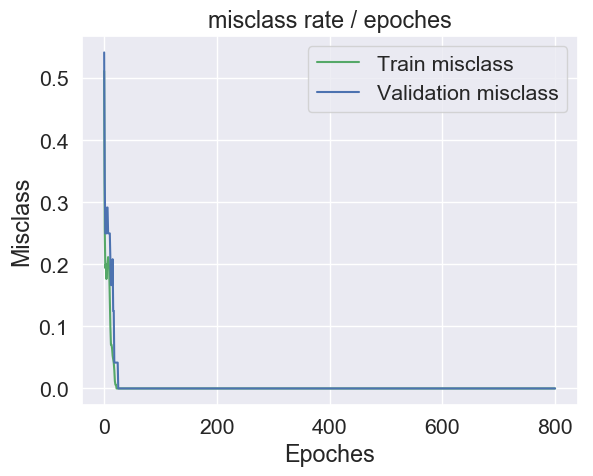 misclass rate / epoches
Train misclass
Validation misclass
0.5
0.4
0.3
0.2
0.1
0.0
Misclass
0 200 400 600 800
Epoches